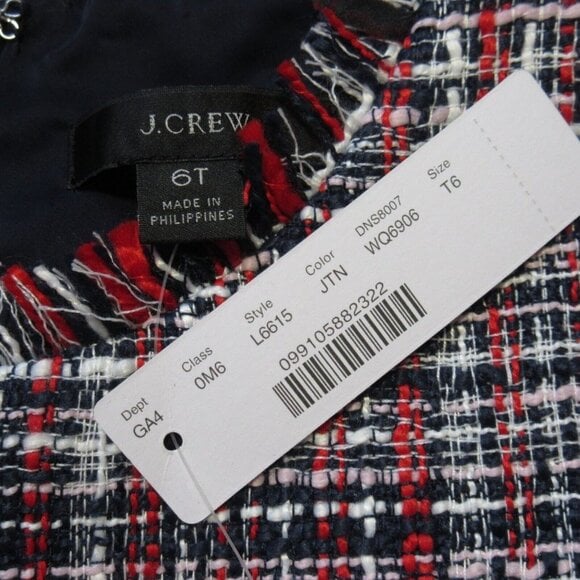 J.CREW
6T
MADE IN
PHILIPPINES
Dept Class Style Color DNS8007 Size
GA4 0M6 L6615 JTN WQ6906 T6
099105882322